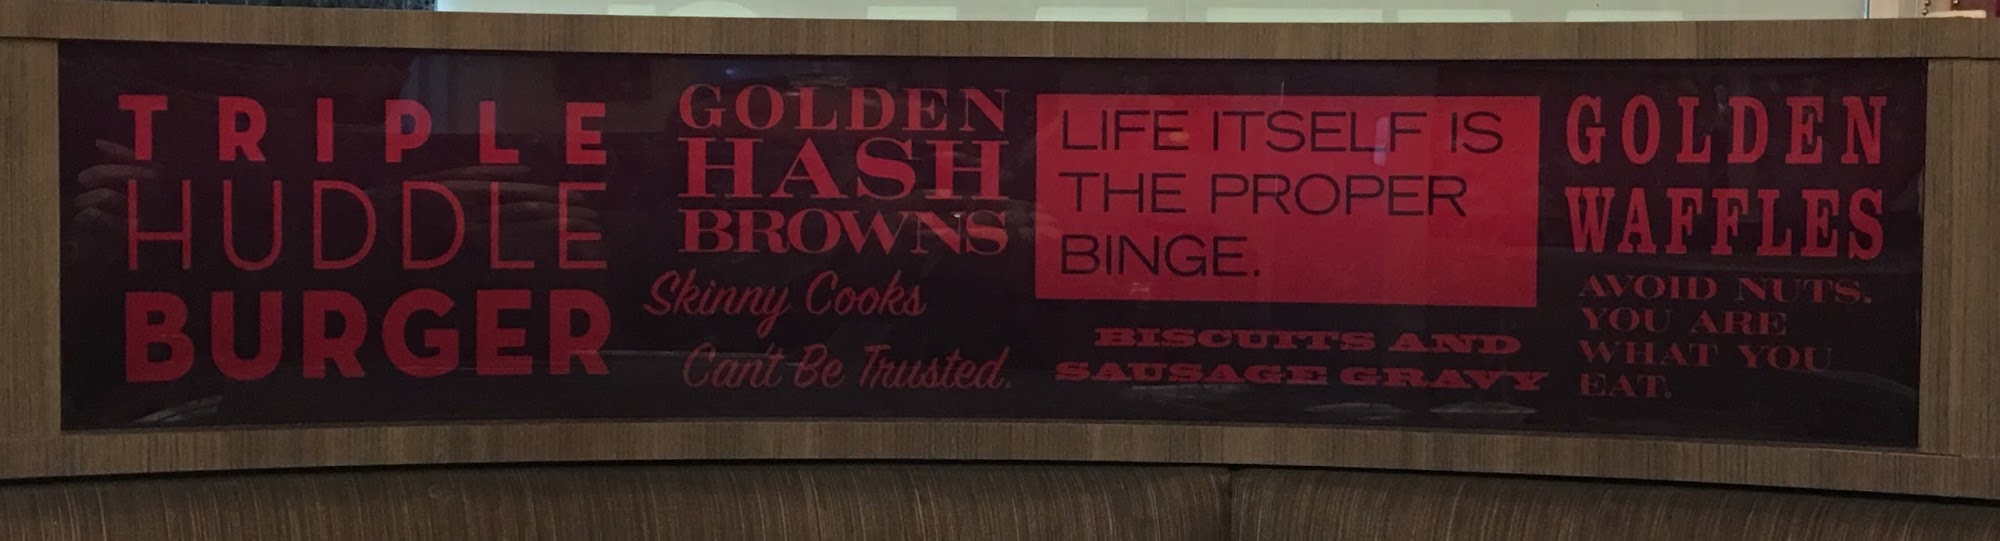 TRIPLE
HUDDLE
BURGER
GOLDEN
HASH
BROWNS
Skinny Cooks
Can't Be Trusted.
LIFE ITSELF IS
THE PROPER
BINGE.
BISCUITS AND
SAUSAGE GRAVY
GOLDEN
WAFFLES
AVOID NUTS.
YOU ARE
WHAT YOU
EAT.